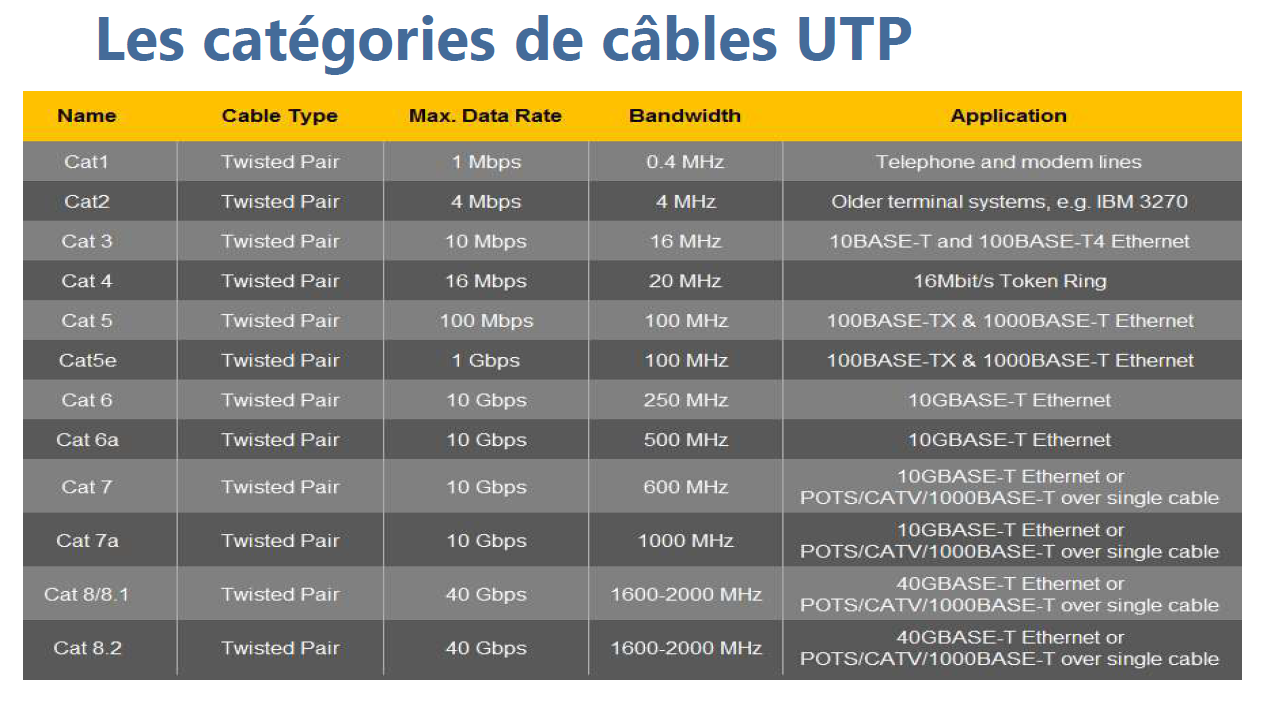 Les catégories de câbles UTP
Name Cable Type Max. Data Rate Bandwidth Application
Cat1 Twisted Pair 1 Mbps 0.4 MHz Telephone and modem lines
Cat2 Twisted Pair 4 Mbps 4 MHz Older terminal systems, e.g. IBM 3270
Cat 3 Twisted Pair 10 Mbps 16 MHz 10BASE-T and 100BASE-T4 Ethernet
Cat 4 Twisted Pair 16 Mbps 20 MHz 16Mbit/s Token Ring
Cat 5 Twisted Pair 100 Mbps 100 MHz 100BASE-TX & 1000BASE-T Ethernet
Cat5e Twisted Pair 1 Gbps 100 MHz 100BASE-TX & 1000BASE-T Ethernet
Cat 6 Twisted Pair 10 Gbps 250 MHz 10GBASE-T Ethernet
Cat 6a Twisted Pair 10 Gbps 500 MHz 10GBASE-T Ethernet
Cat 7 Twisted Pair 10 Gbps 600 MHz 10GBASE-T Ethernet or
POTS/CATV/1000BASE-T over single cable
Cat 7a Twisted Pair 10 Gbps 1000 MHz 10GBASE-T Ethernet or
POTS/CATV/1000BASE-T over single cable
Cat 8/8.1 Twisted Pair 40 Gbps 1600-2000 MHz 40GBASE-T Ethernet or
POTS/CATV/1000BASE-T over single cable
Cat 8.2 Twisted Pair 40 Gbps 1600-2000 MHz 40GBASE-T Ethernet or
POTS/CATV/1000BASE-T over single cable